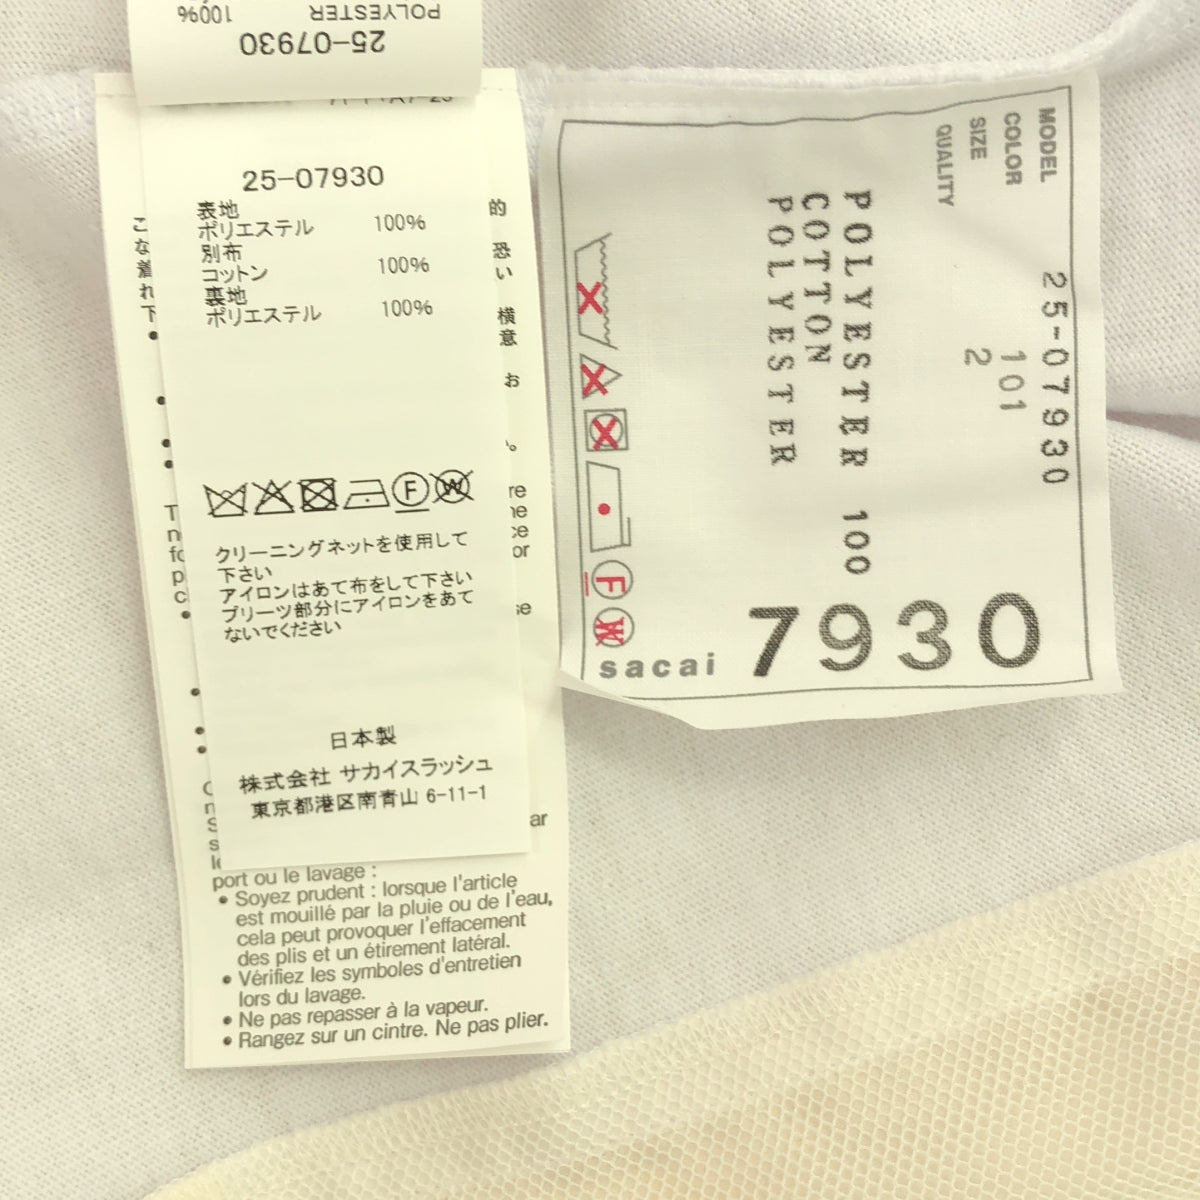 POLYESTER 100%
25-07930
25-07930
表地
ポリエステル 100%
別布
コットン 100%
裏地
ポリエステル 100%
クリーニングネットを使用して
下さい
アイロンはあて布をして下さい
プリーツ部分にアイロンをあて
ないでください
日本製
株式会社 サカイスラッシュ
東京都港区南青山 6-11-1
port ou le lavage :
• Soyez prudent : lorsque l'article
est mouillé par la pluie ou de l'eau,
cela peut provoquer l'effacement
des plis et un étirement latéral.
• Vérifiez les symboles d'entretien
lors du lavage.
• Ne pas repasser à la vapeur.
• Rangez sur un cintre. Ne pas plier.
MODEL 25-07930
COLOR 101
SIZE 2
QUALITY
POLYESTER 100
COTTON
POLYESTER
F
W
sacai
7930